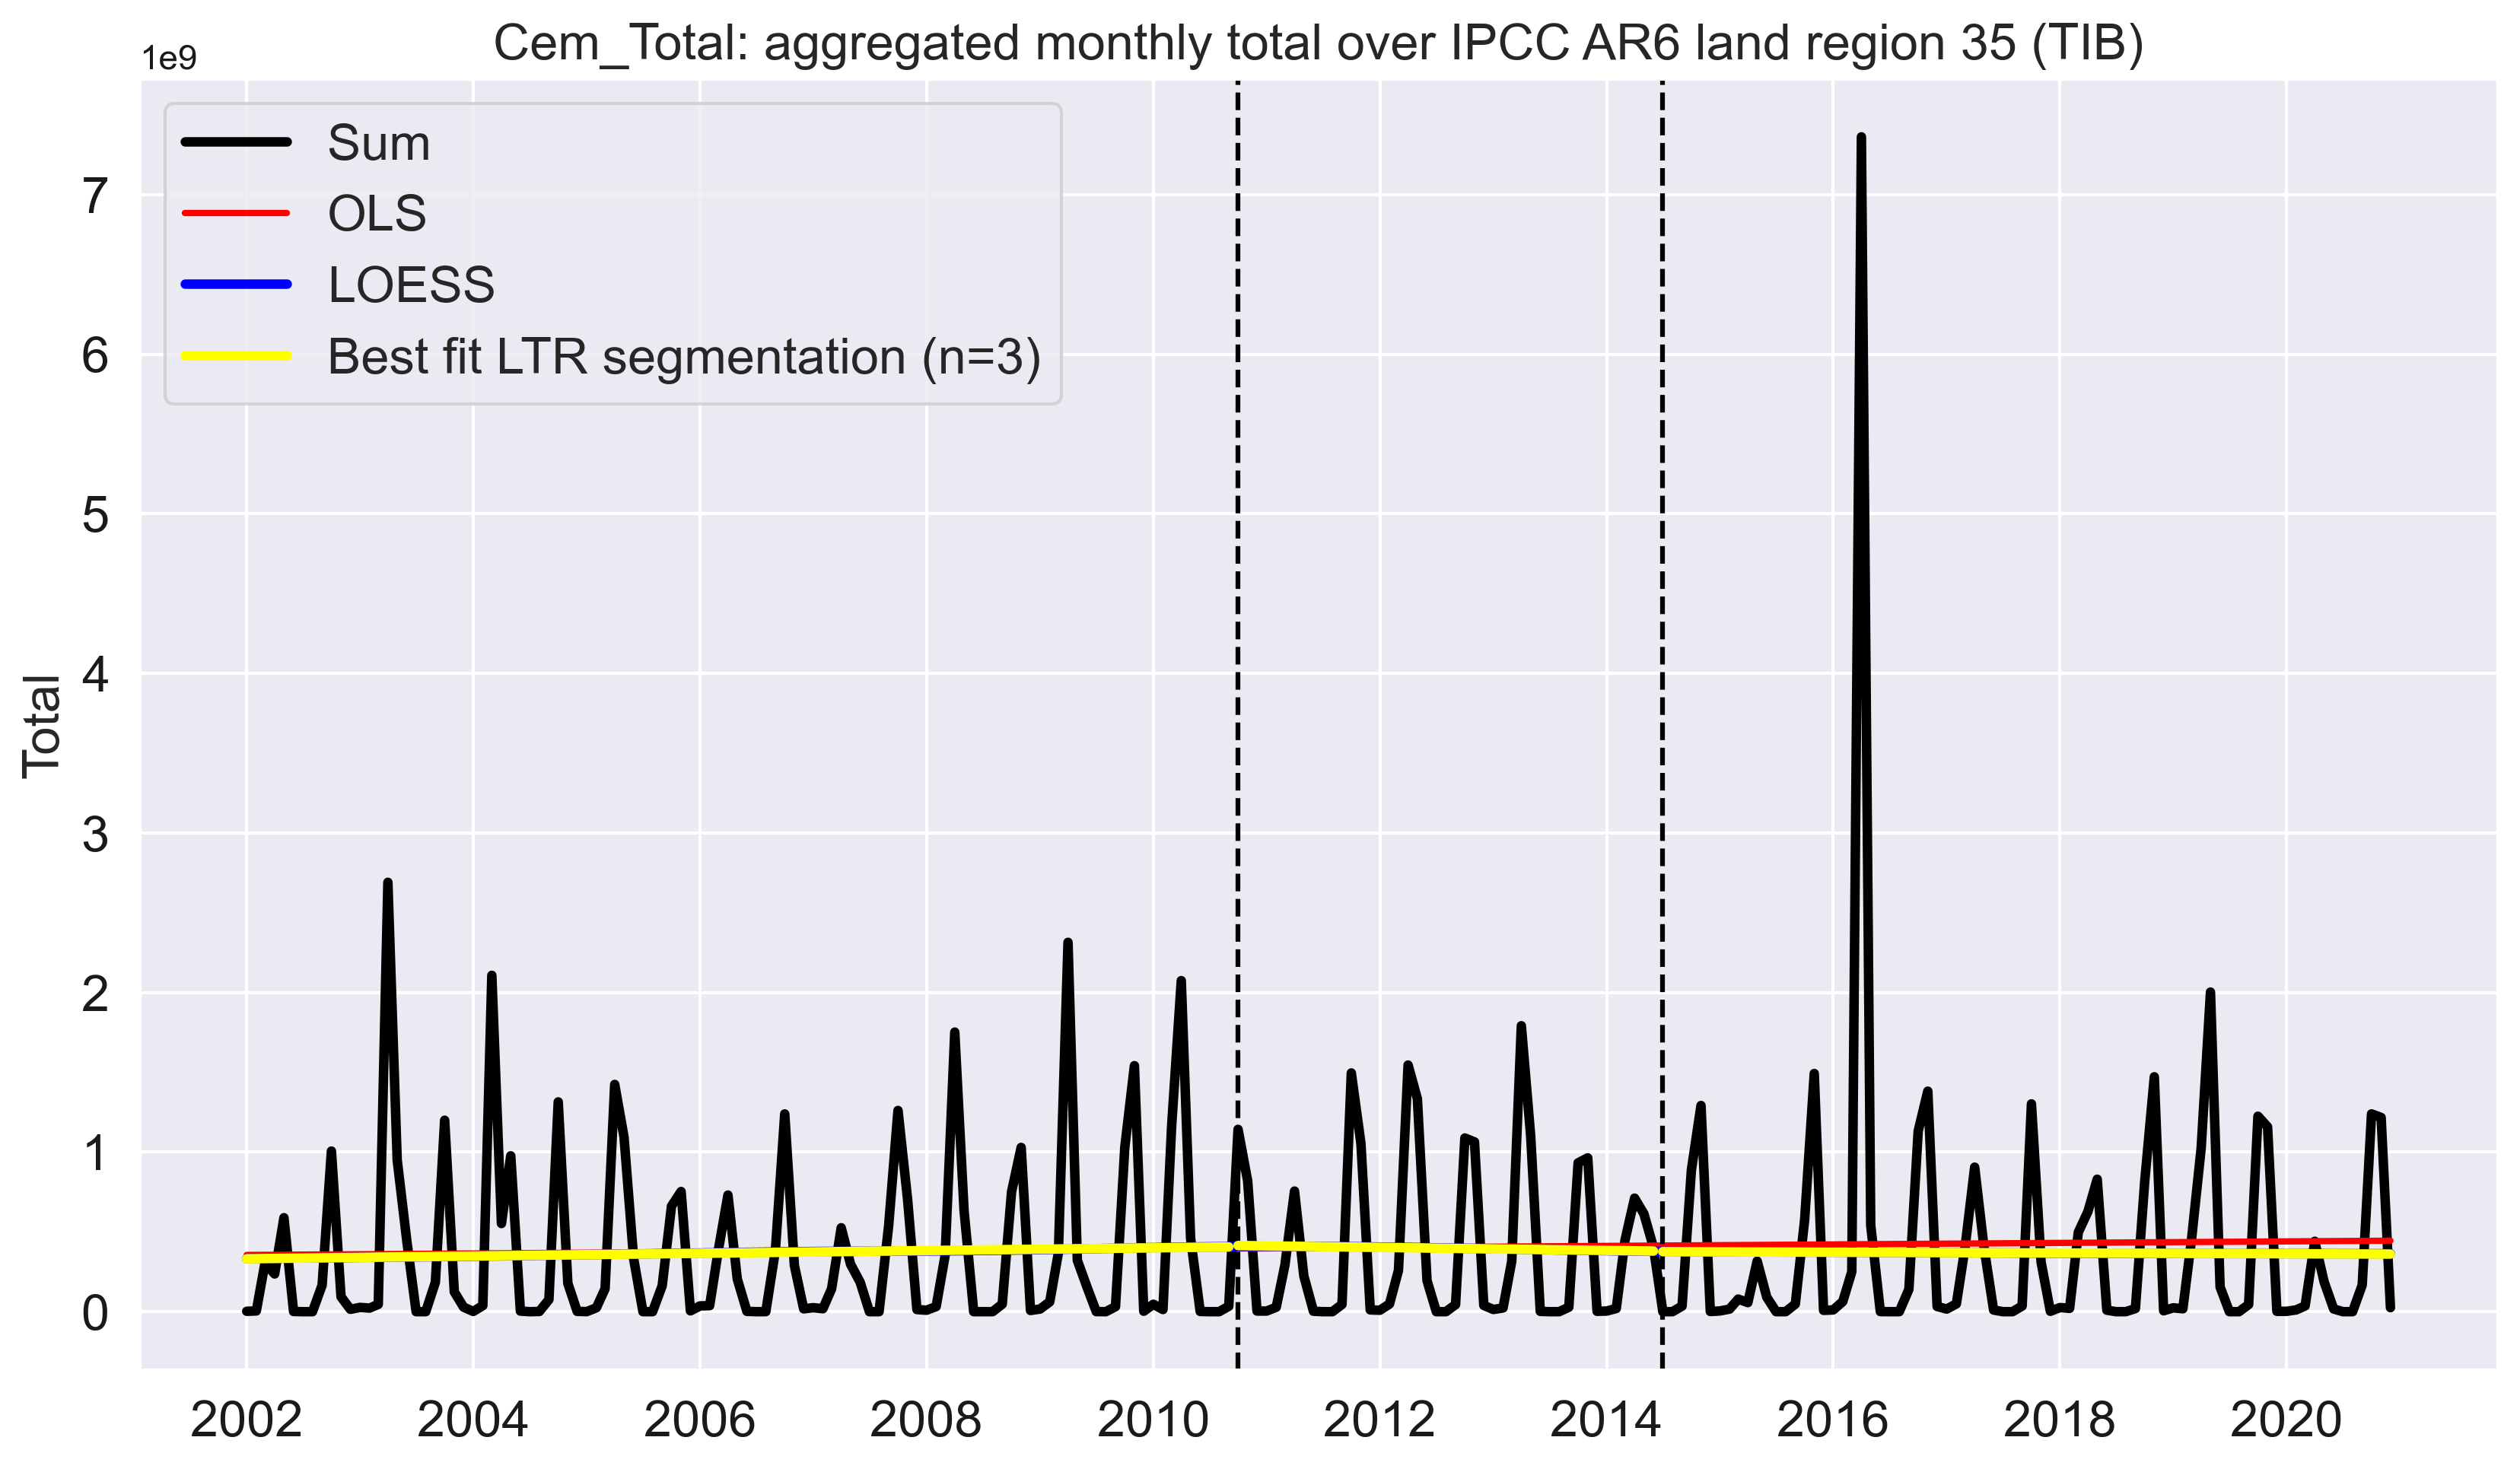 Cem_Total: aggregated monthly total over IPCC AR6 land region 35 (TIB)
1e9
Sum
OLS
LOESS
Best fit LTR segmentation (n=3)
7
6
5
4
3
2
1
0
Total
2002 2004 2006 2008 2010 2012 2014 2016 2018 2020